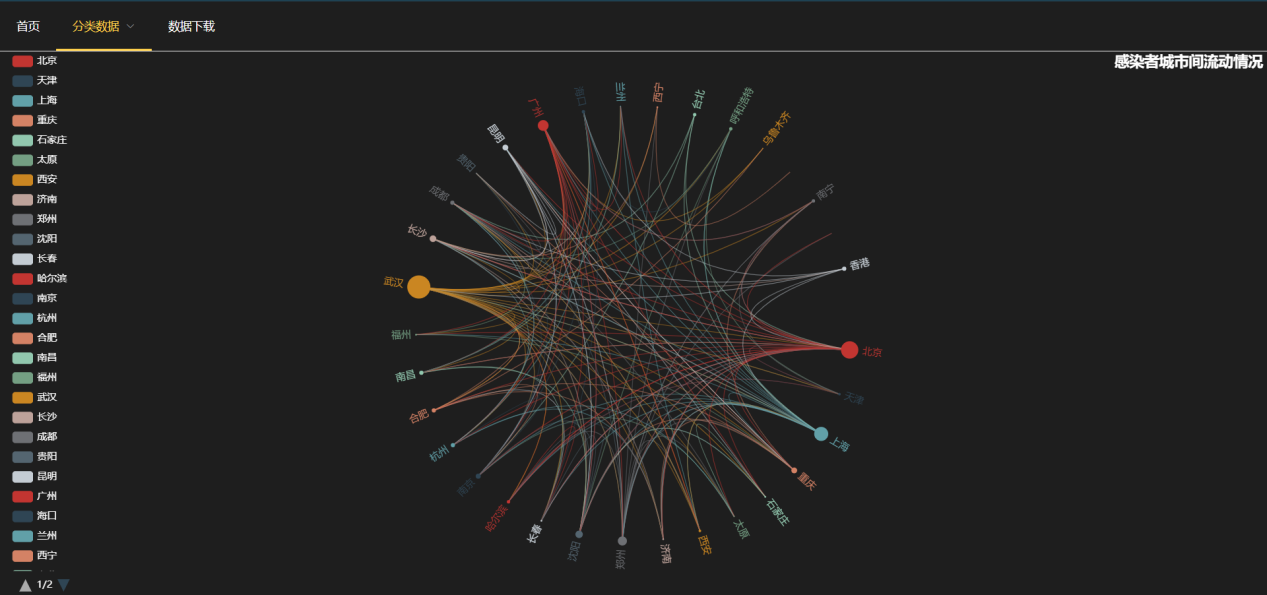 首页
分类数据
数据下载
感染者城市间流动情况
北京
天津
上海
重庆
石家庄
太原
西安
济南
郑州
沈阳
长春
哈尔滨
南京
杭州
合肥
南昌
福州
武汉
长沙
成都
贵阳
昆明
广州
海口
兰州
西宁
1/2
海口
兰州
西宁
台北
呼和浩特
乌鲁木齐
南宁
香港
北京
天津
上海
重庆
石家庄
太原
西安
济南
郑州
沈阳
长春
哈尔滨
南京
杭州
合肥
南昌
福州
武汉
长沙
成都
贵阳
昆明
广州